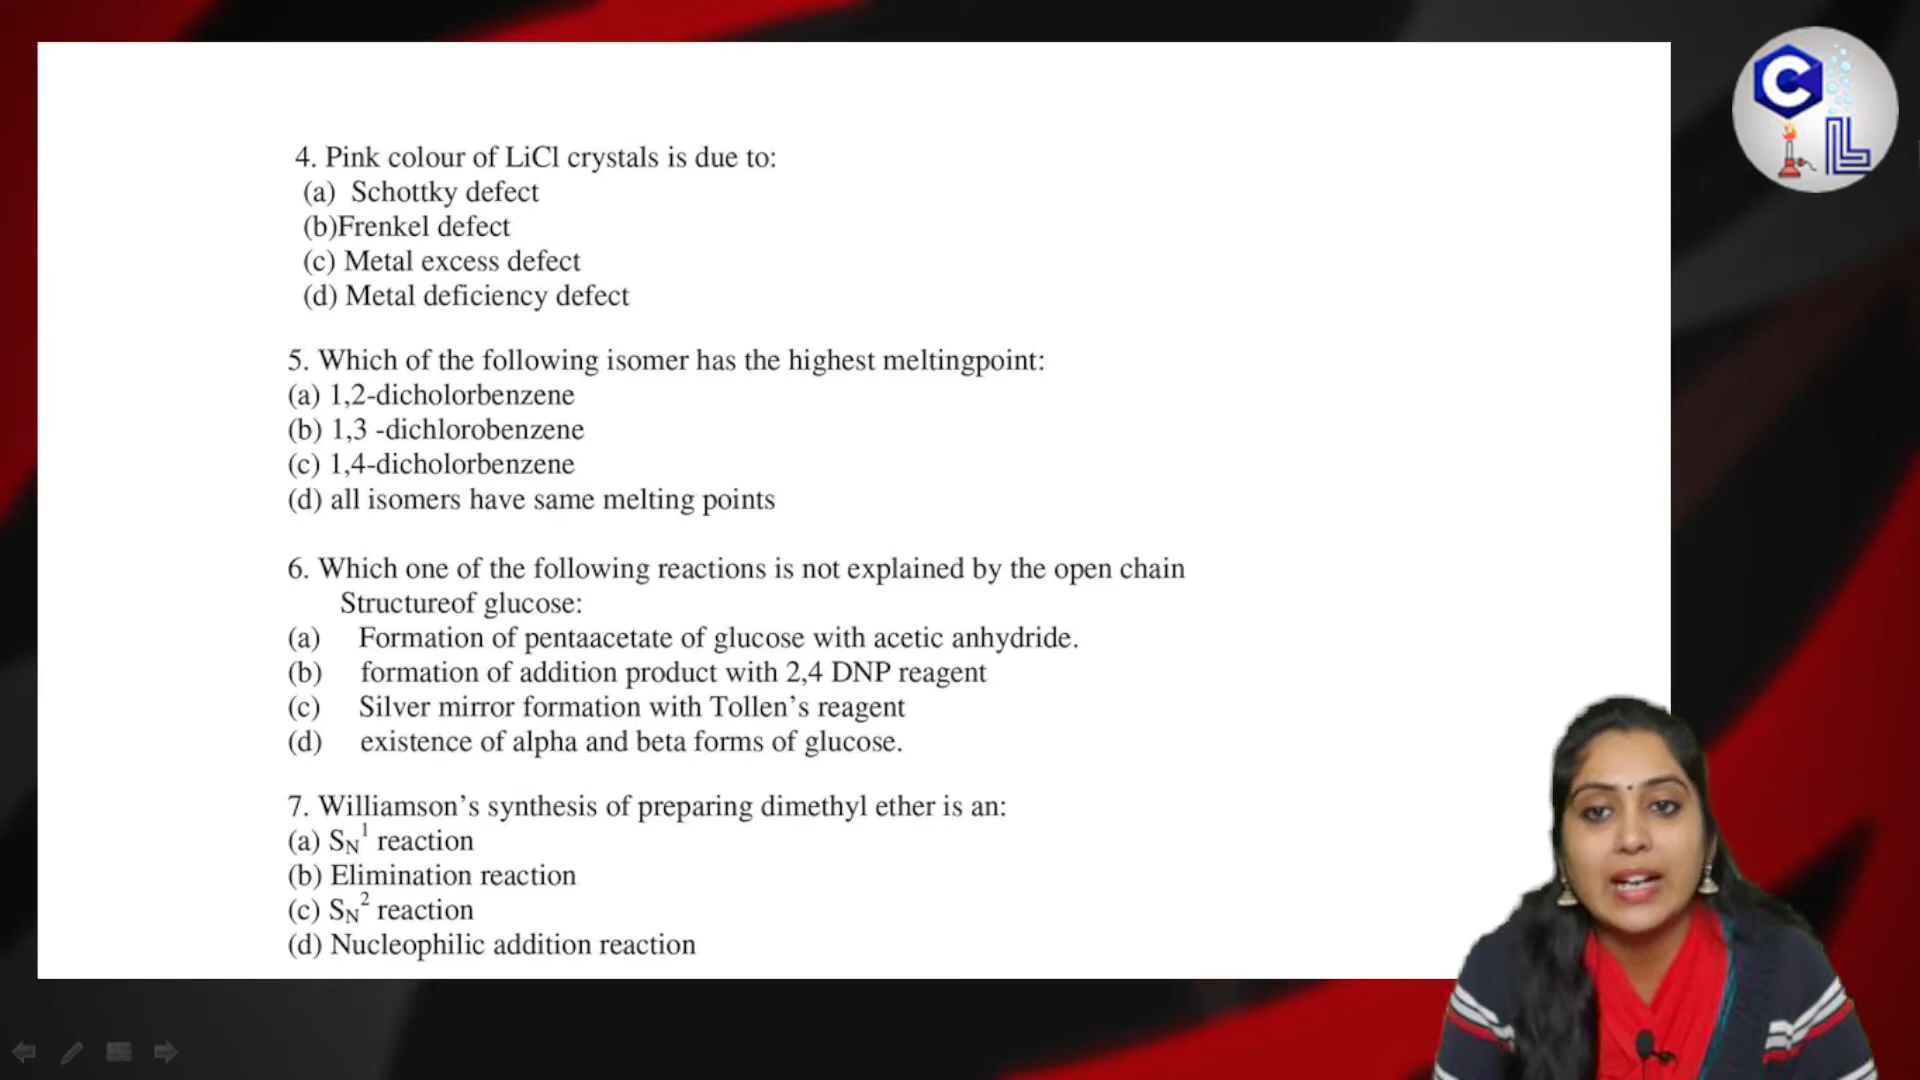 4. Pink colour of LiCl crystals is due to:
(a) Schottky defect
(b)Frenkel defect
(c) Metal excess defect
(d) Metal deficiency defect
5. Which of the following isomer has the highest meltingpoint:
(a) 1,2-dicholorbenzene
(b) 1,3 -dichlorobenzene
(c) 1,4-dicholorbenzene
(d) all isomers have same melting points
6. Which one of the following reactions is not explained by the open chain
Structureof glucose:
(a) Formation of pentaacetate of glucose with acetic anhydride.
(b) formation of addition product with 2,4 DNP reagent
(c) Silver mirror formation with Tollen’s reagent
(d) existence of alpha and beta forms of glucose.
7. Williamson’s synthesis of preparing dimethyl ether is an:
(a) SN1 reaction
(b) Elimination reaction
(c) SN2 reaction
(d) Nucleophilic addition reaction
C L